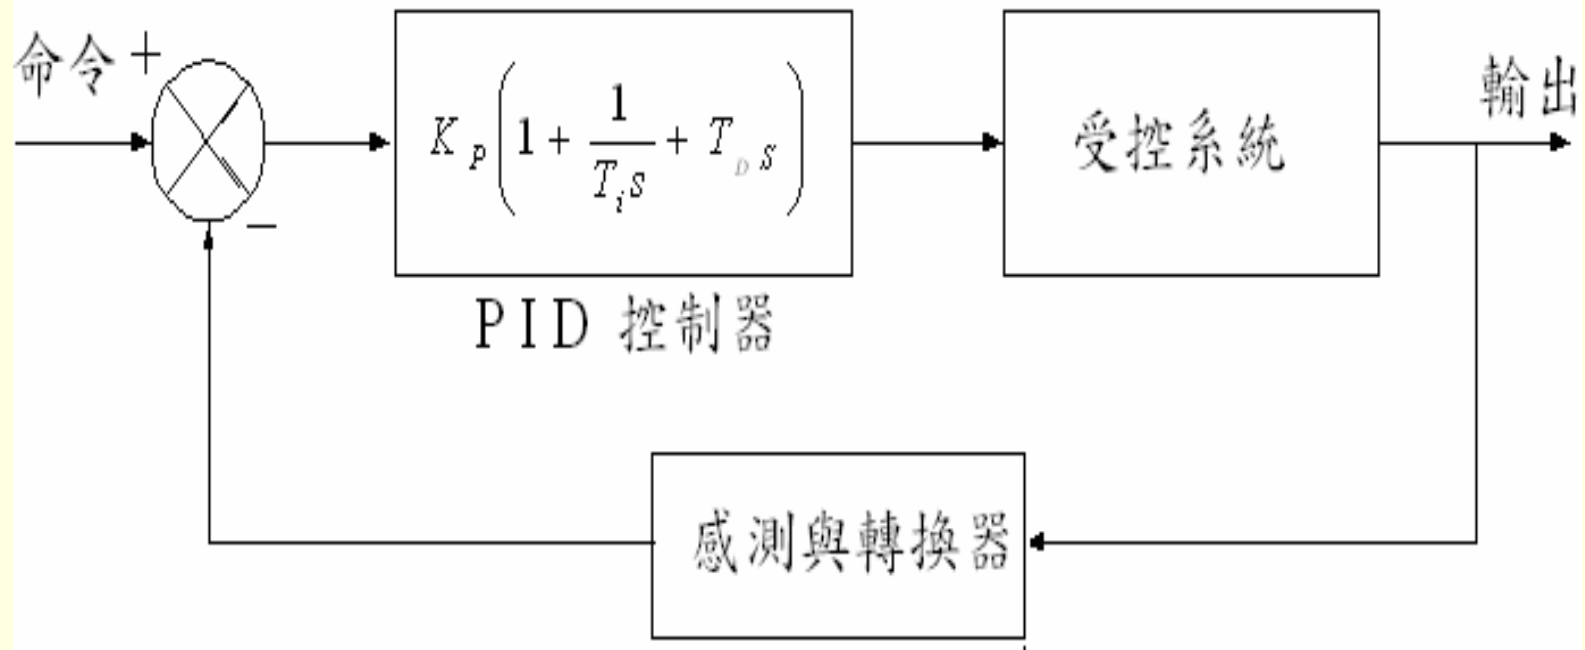 命令 +
K_P(1 + 1/(T_i s) + T_D s)
受控系統
輸出
−
PID 控制器
感測與轉換器